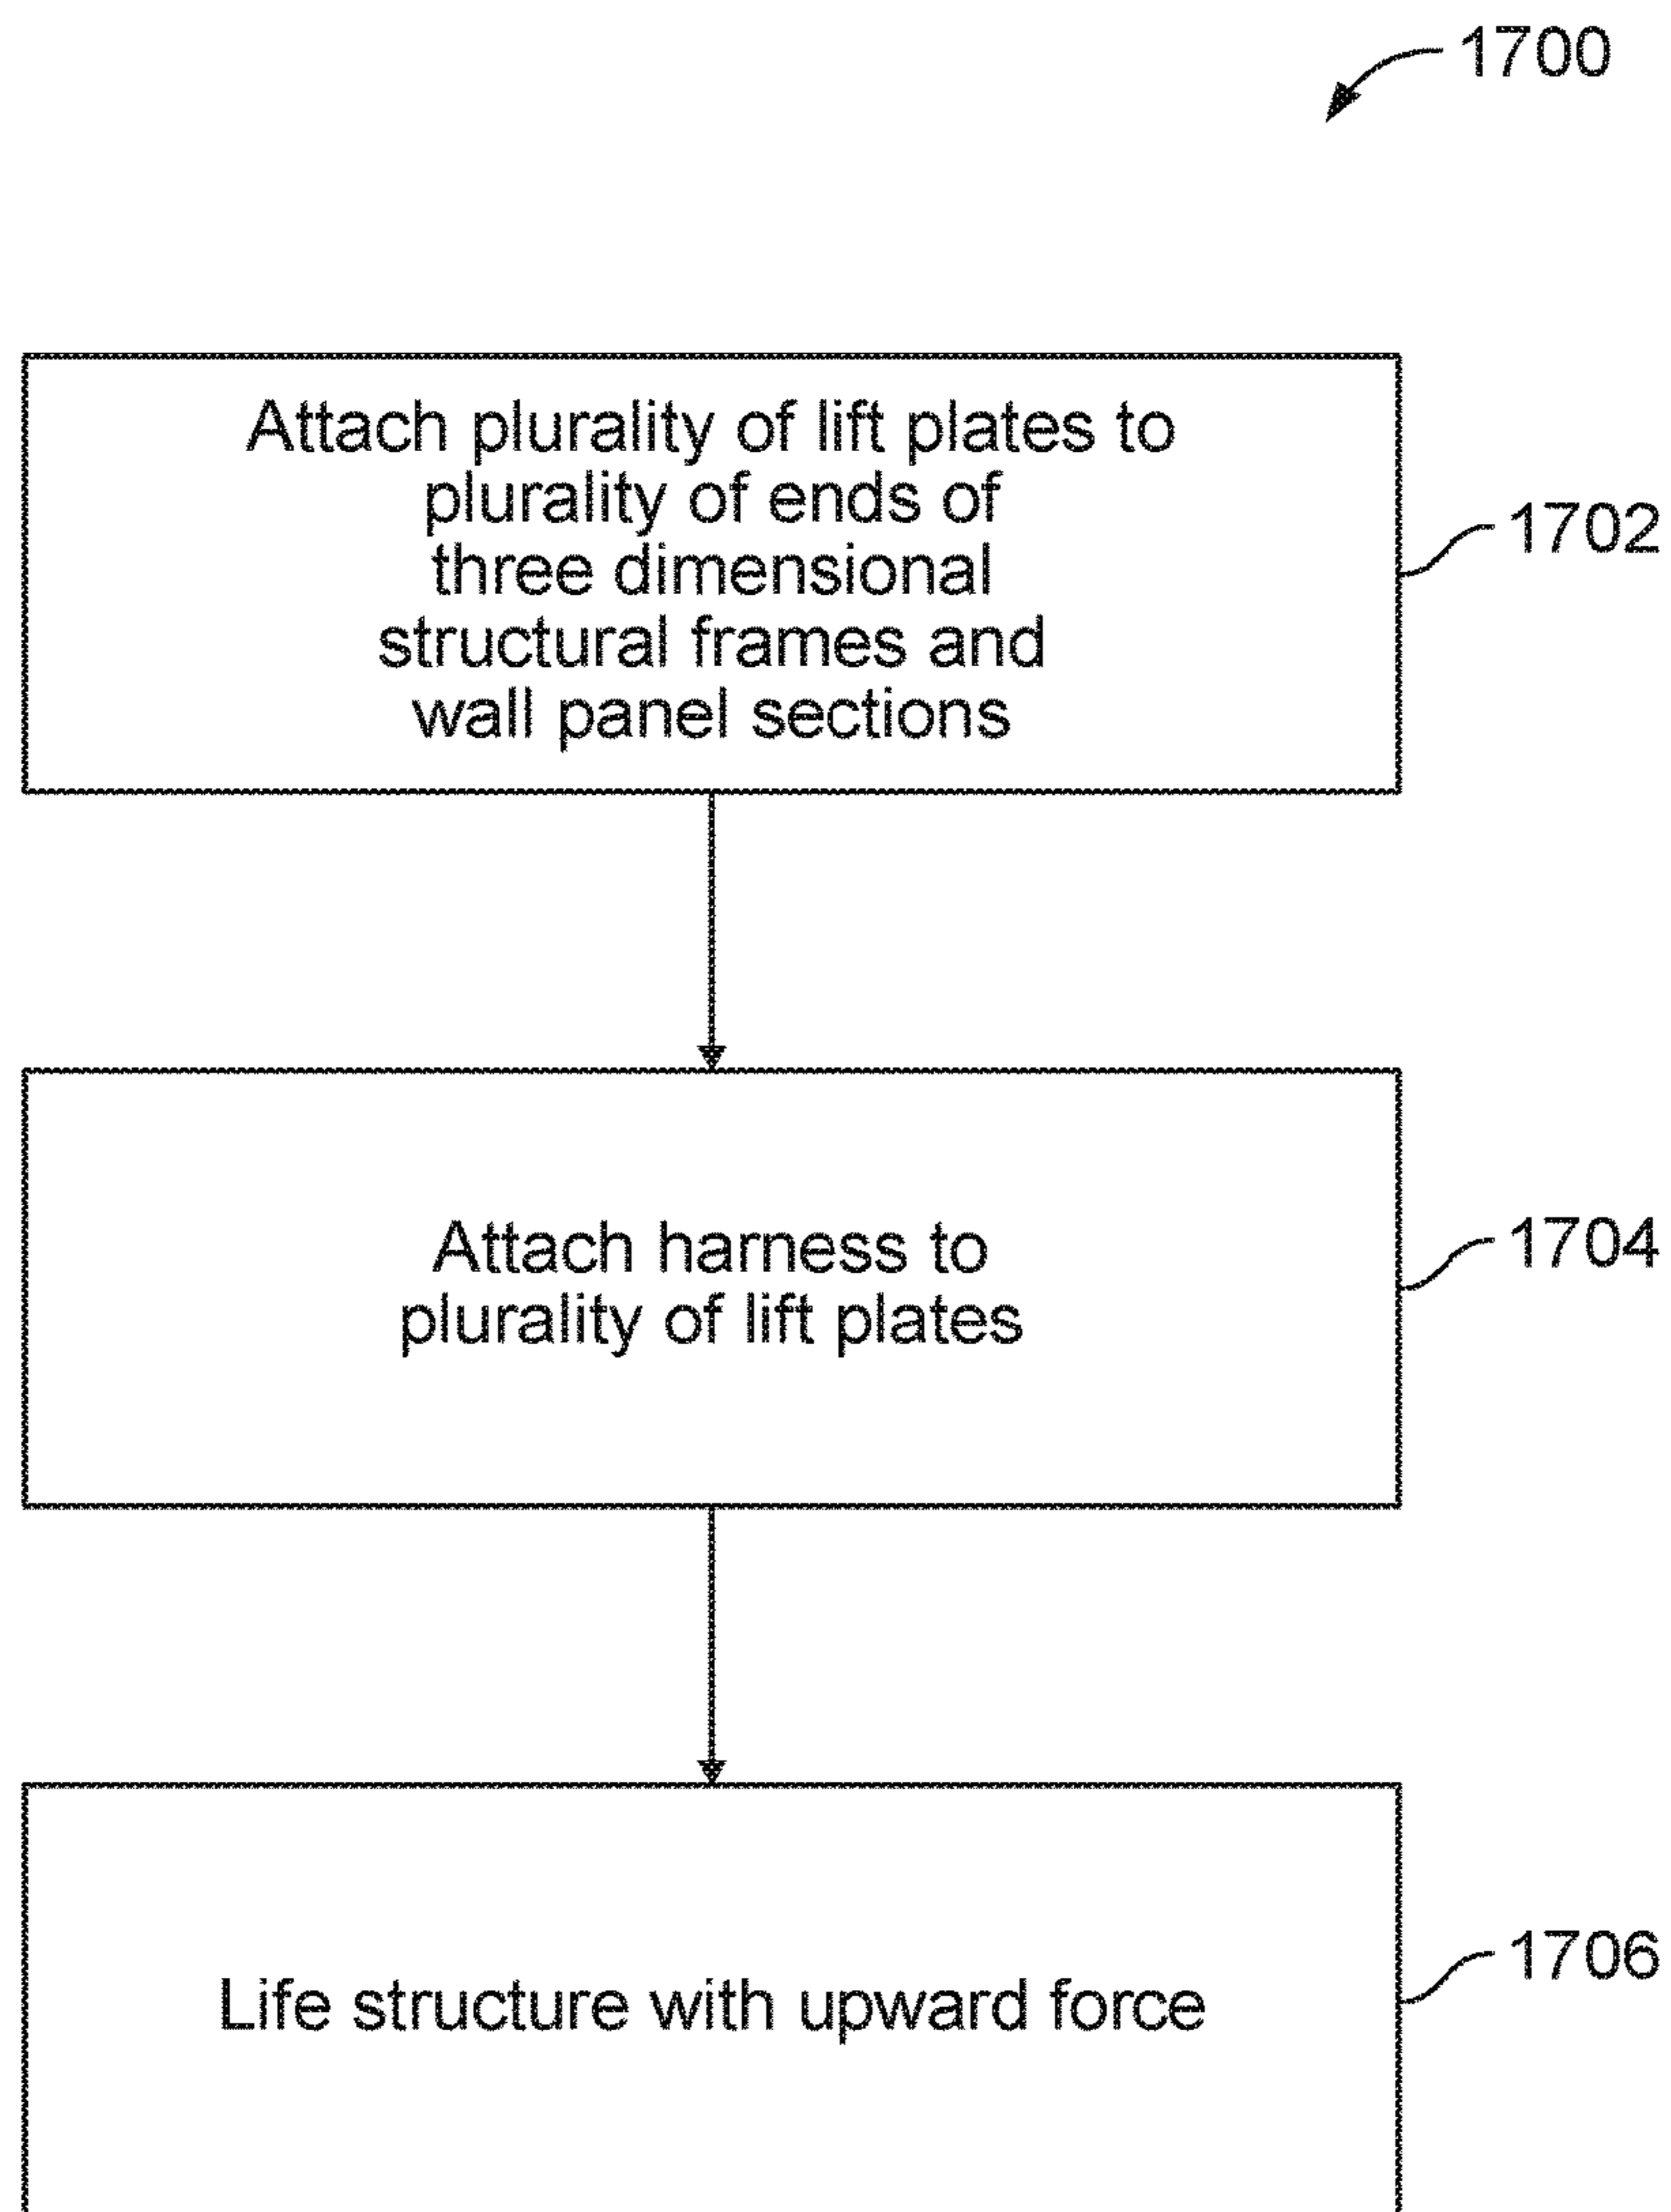 1700
Attach plurality of lift plates to
plurality of ends of
three dimensional
structural frames and
wall panel sections
1702
Attach harness to
plurality of lift plates
1704
Life structure with upward force
1706